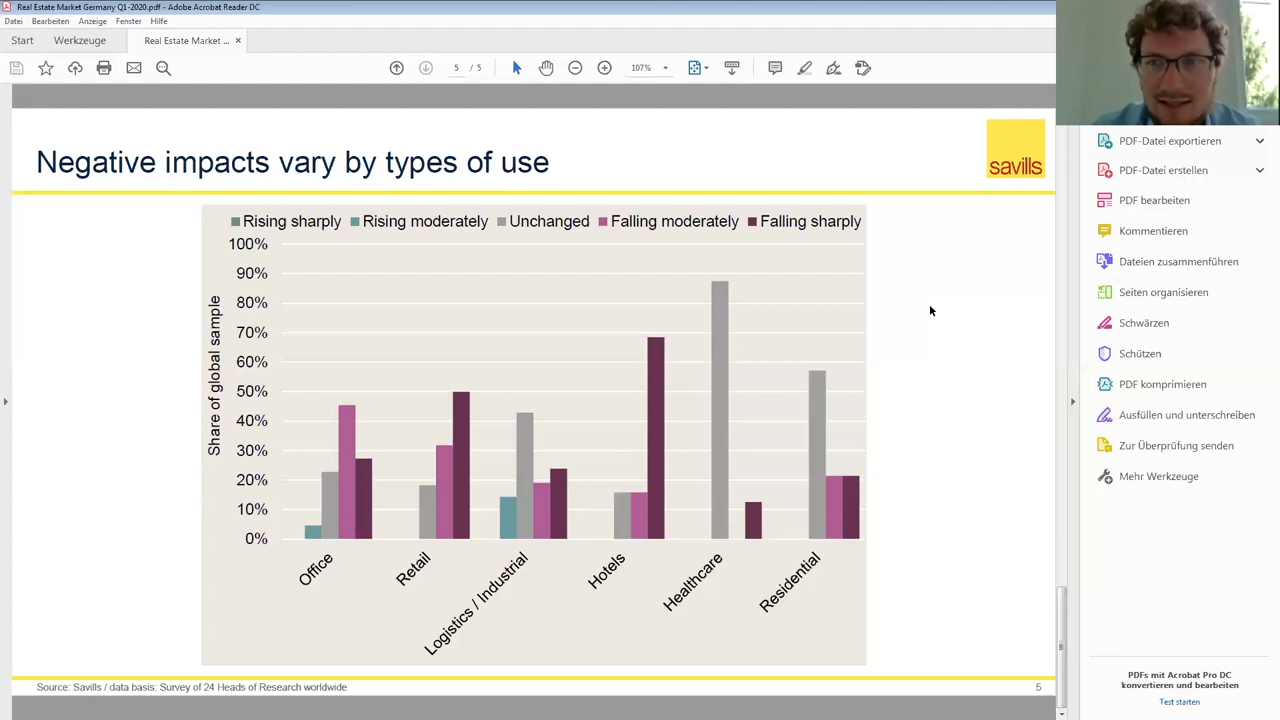 Real Estate Market Germany Q1-2020.pdf - Adobe Acrobat Reader DC
Datei Bearbeiten Anzeige Fenster Hilfe
Start Werkzeuge Real Estate Market ... ×
5 / 5 107%
Negative impacts vary by types of use
savills
Rising sharply Rising moderately Unchanged Falling moderately Falling sharply
Share of global sample
100%
90%
80%
70%
60%
50%
40%
30%
20%
10%
0%
Office
Retail
Logistics / Industrial
Hotels
Healthcare
Residential
Source: Savills / data basis: Survey of 24 Heads of Research worldwide
5
PDF-Datei exportieren
PDF-Datei erstellen
PDF bearbeiten
Kommentieren
Dateien zusammenführen
Seiten organisieren
Schwärzen
Schützen
PDF komprimieren
Ausfüllen und unterschreiben
Zur Überprüfung senden
Mehr Werkzeuge
PDFs mit Acrobat Pro DC
konvertieren und bearbeiten
Test starten